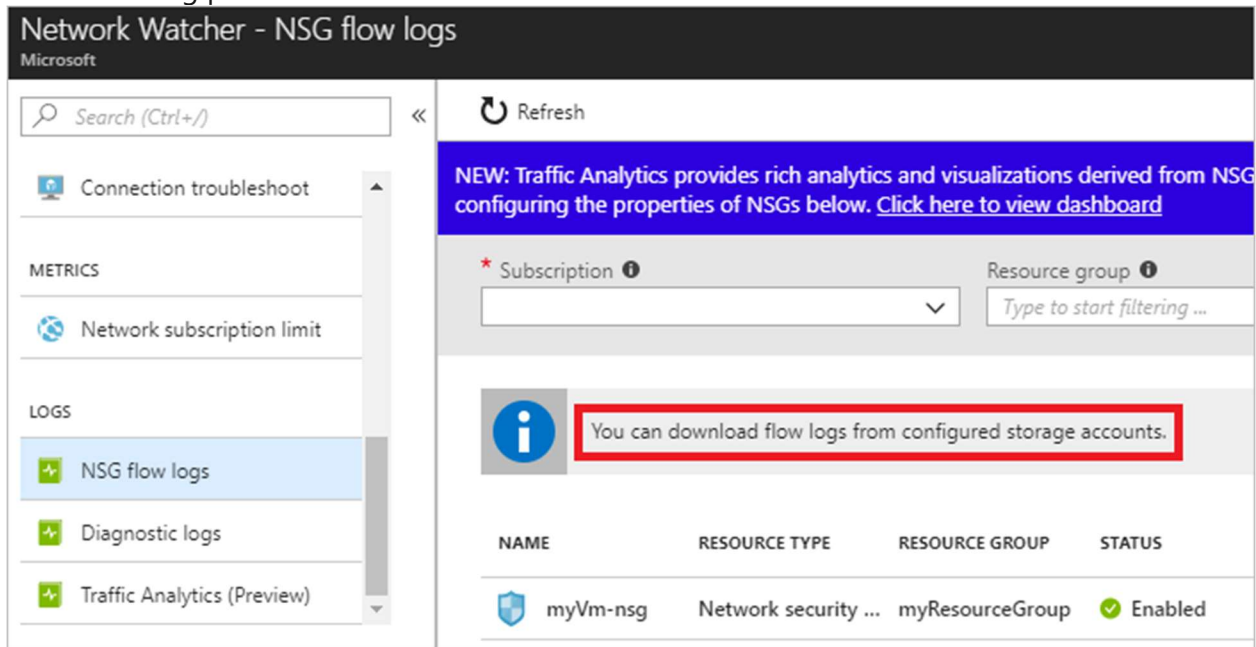 Network Watcher - NSG flow logs
Microsoft
Search (Ctrl+/)
«
Connection troubleshoot
METRICS
Network subscription limit
LOGS
NSG flow logs
Diagnostic logs
Traffic Analytics (Preview)
Refresh
NEW: Traffic Analytics provides rich analytics and visualizations derived from NSG
configuring the properties of NSGs below. Click here to view dashboard
* Subscription
Resource group
Type to start filtering ...
You can download flow logs from configured storage accounts.
NAME RESOURCE TYPE RESOURCE GROUP STATUS
myVm-nsg Network security ... myResourceGroup Enabled